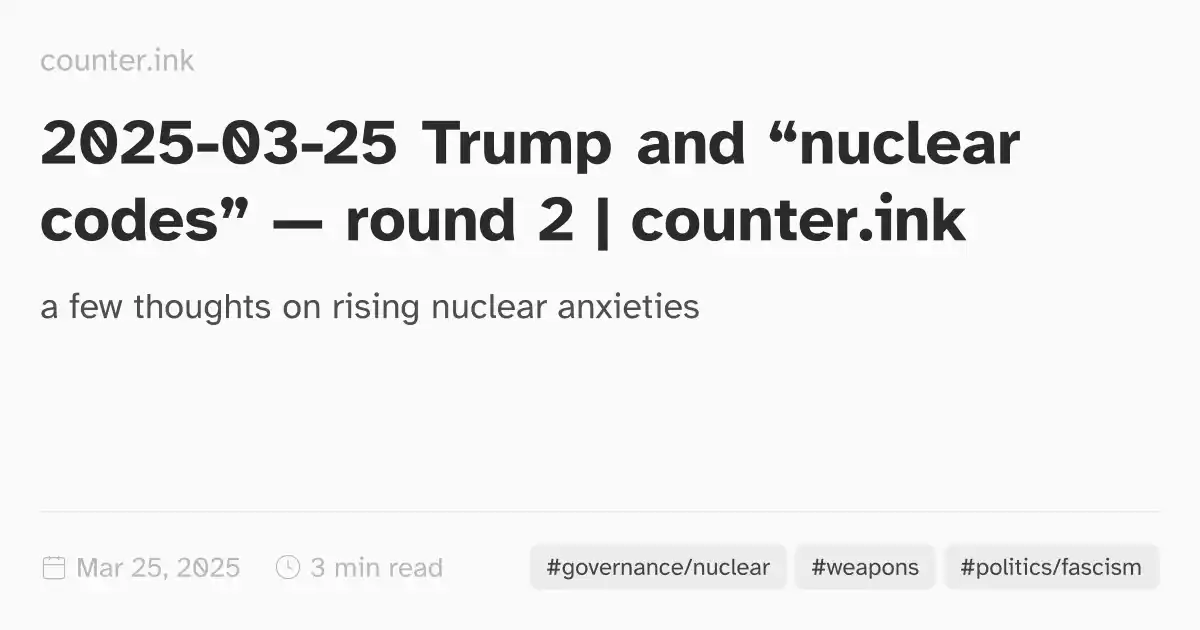 counter.ink
2025-03-25 Trump and “nuclear
codes” — round 2 | counter.ink
a few thoughts on rising nuclear anxieties
Mar 25, 2025 3 min read #governance/nuclear #weapons #politics/fascism